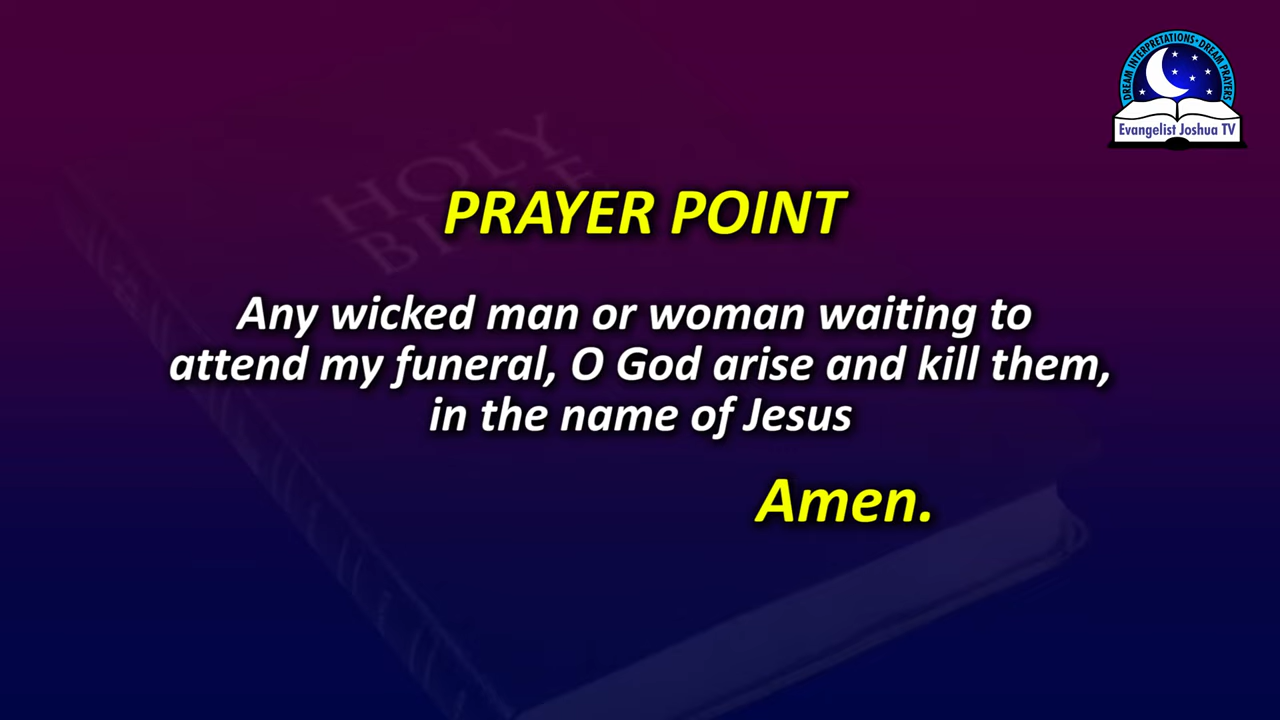 DREAM INTERPRETATIONS • DREAM PRAYERS
Evangelist Joshua TV
HOLY
BIBLE
PRAYER POINT
Any wicked man or woman waiting to
attend my funeral, O God arise and kill them,
in the name of Jesus
Amen.